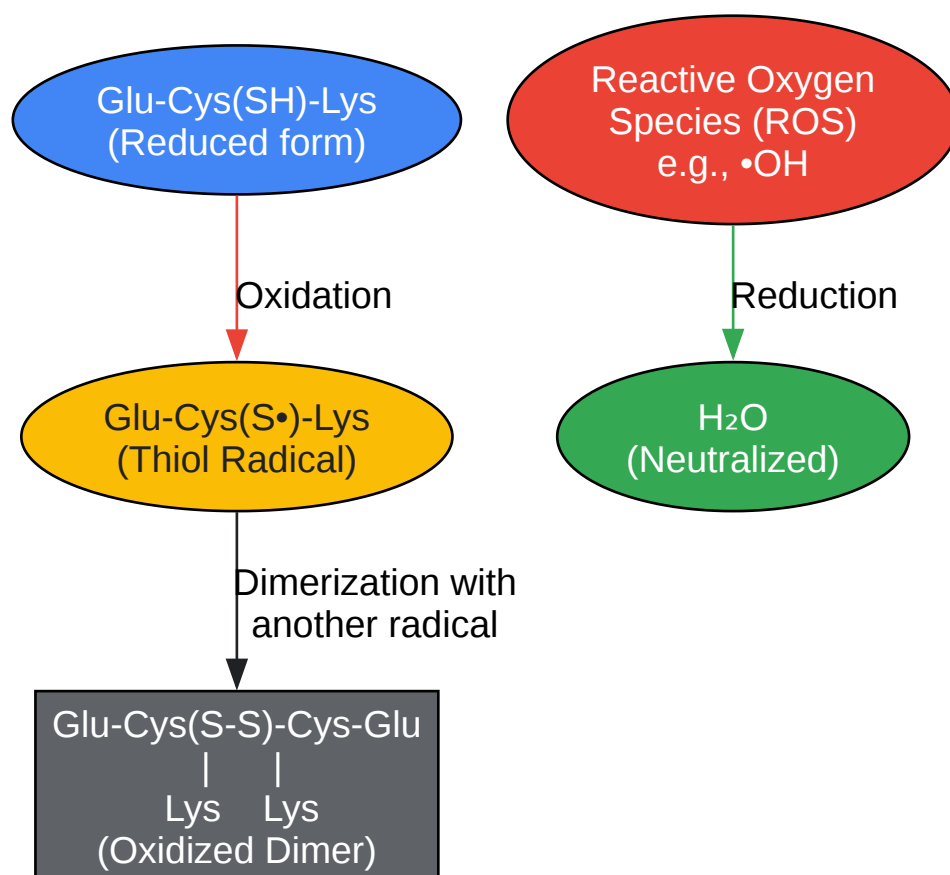 Glu-Cys(SH)-Lys
(Reduced form)
Reactive Oxygen
Species (ROS)
e.g., •OH
Oxidation
Reduction
Glu-Cys(S•)-Lys
(Thiol Radical)
H₂O
(Neutralized)
Dimerization with
another radical
Glu-Cys(S-S)-Cys-Glu
| |
Lys Lys
(Oxidized Dimer)